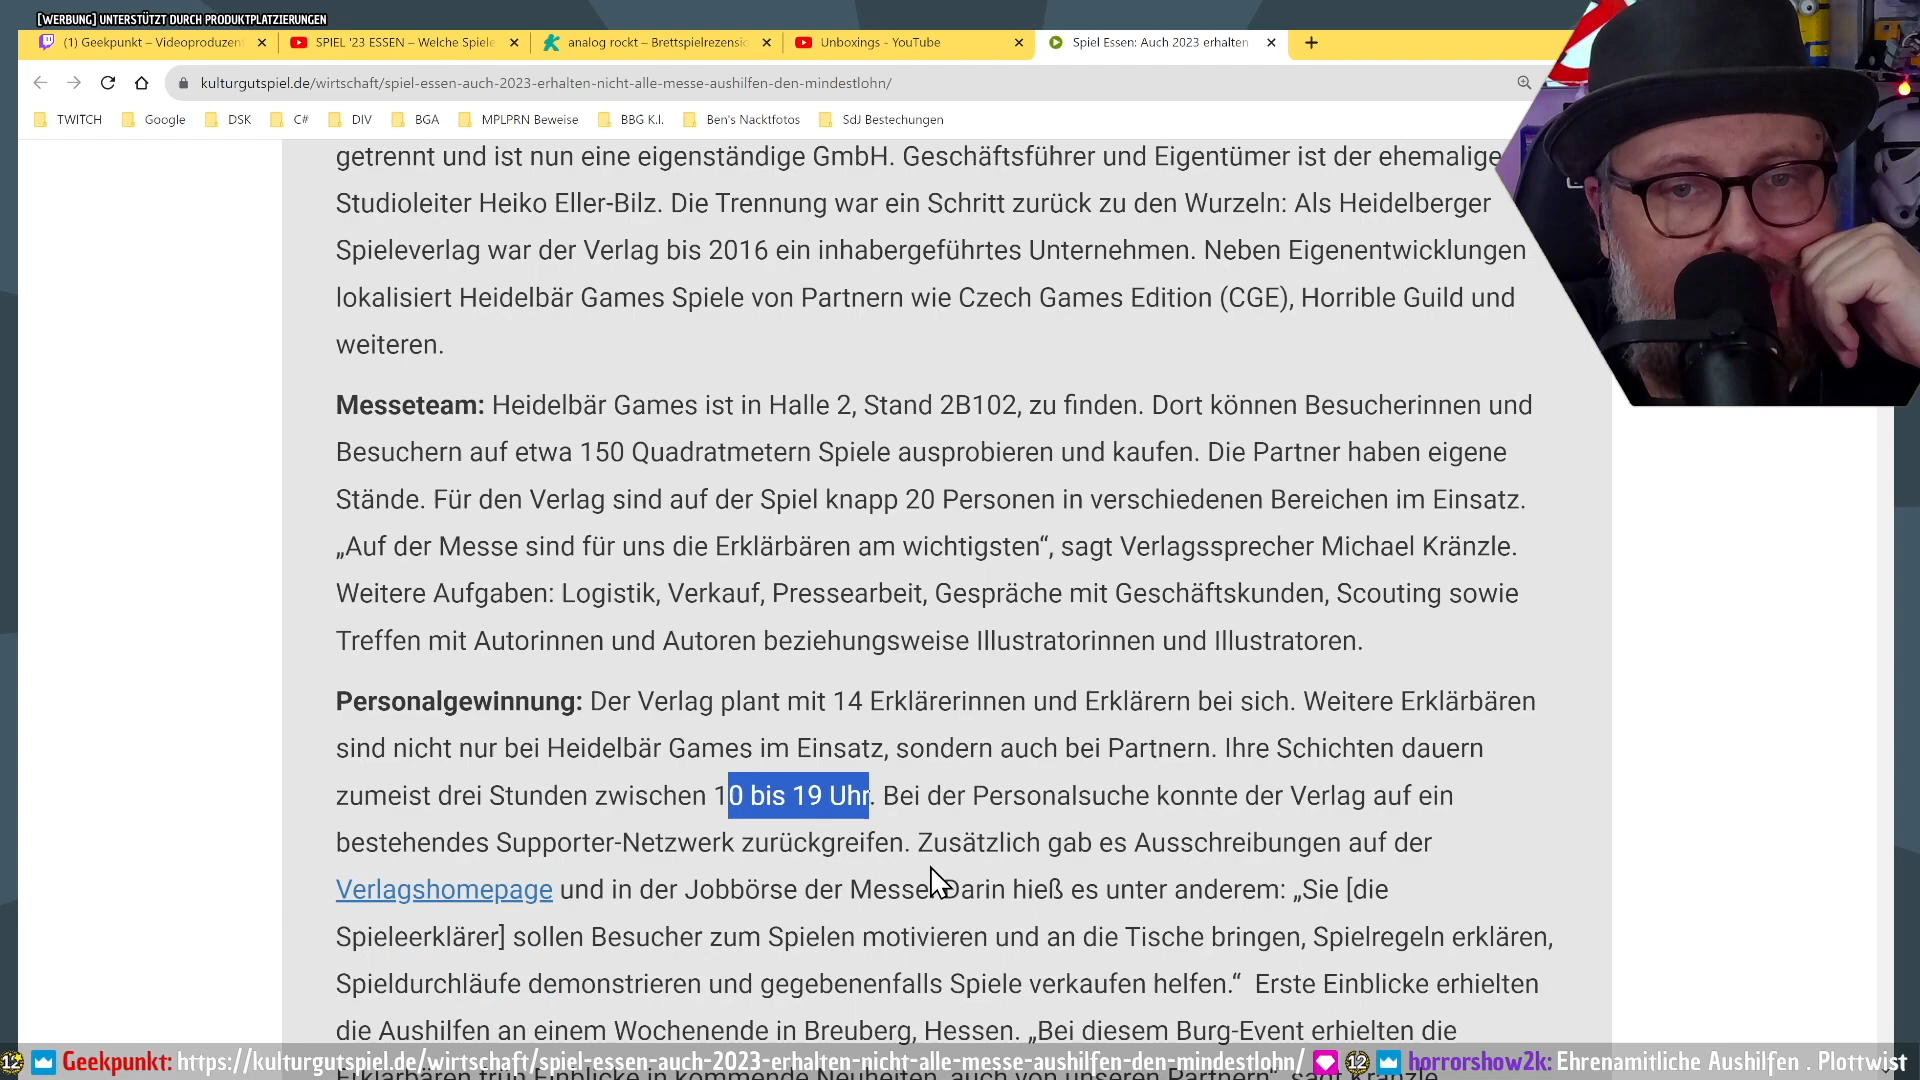 [WERBUNG] UNTERSTÜTZT DURCH PRODUKTPLATZIERUNGEN
(1) Geekpunkt – Videoproduzent
SPIEL '23 ESSEN – Welche Spiele
analog rockt – Brettspielrezensio
Unboxings - YouTube
Spiel Essen: Auch 2023 erhalten
kulturgutspiel.de/wirtschaft/spiel-essen-auch-2023-erhalten-nicht-alle-messe-aushilfen-den-mindestlohn/
TWITCH Google DSK C# DIV BGA MPLPRN Beweise BBG K.I. Ben's Nacktfotos SdJ Bestechungen
getrennt und ist nun eine eigenständige GmbH. Geschäftsführer und Eigentümer ist der ehemalige
Studioleiter Heiko Eller-Bilz. Die Trennung war ein Schritt zurück zu den Wurzeln: Als Heidelberger
Spieleverlag war der Verlag bis 2016 ein inhabergeführtes Unternehmen. Neben Eigenentwicklungen
lokalisiert Heidelbär Games Spiele von Partnern wie Czech Games Edition (CGE), Horrible Guild und
weiteren.
Messeteam: Heidelbär Games ist in Halle 2, Stand 2B102, zu finden. Dort können Besucherinnen und
Besuchern auf etwa 150 Quadratmetern Spiele ausprobieren und kaufen. Die Partner haben eigene
Stände. Für den Verlag sind auf der Spiel knapp 20 Personen in verschiedenen Bereichen im Einsatz.
„Auf der Messe sind für uns die Erklärbären am wichtigsten“, sagt Verlagssprecher Michael Kränzle.
Weitere Aufgaben: Logistik, Verkauf, Pressearbeit, Gespräche mit Geschäftskunden, Scouting sowie
Treffen mit Autorinnen und Autoren beziehungsweise Illustratorinnen und Illustratoren.
Personalgewinnung: Der Verlag plant mit 14 Erklärerinnen und Erklärern bei sich. Weitere Erklärbären
sind nicht nur bei Heidelbär Games im Einsatz, sondern auch bei Partnern. Ihre Schichten dauern
zumeist drei Stunden zwischen 10 bis 19 Uhr. Bei der Personalsuche konnte der Verlag auf ein
bestehendes Supporter-Netzwerk zurückgreifen. Zusätzlich gab es Ausschreibungen auf der
Verlagshomepage und in der Jobbörse der Messe. Darin hieß es unter anderem: „Sie [die
Spieleerklärer] sollen Besucher zum Spielen motivieren und an die Tische bringen, Spielregeln erklären,
Spieldurchläufe demonstrieren und gegebenenfalls Spiele verkaufen helfen.“ Erste Einblicke erhielten
die Aushilfen an einem Wochenende in Breuberg, Hessen. „Bei diesem Burg-Event erhielten die
Erklärbären früh Einblicke in kommende Neuheiten, auch von unseren Partnern“, sagt Kränzle.
12 Geekpunkt: https://kulturgutspiel.de/wirtschaft/spiel-essen-auch-2023-erhalten-nicht-alle-messe-aushilfen-den-mindestlohn/ 12 horrorshow2k: Ehrenamitliche Aushilfen . Plottwist